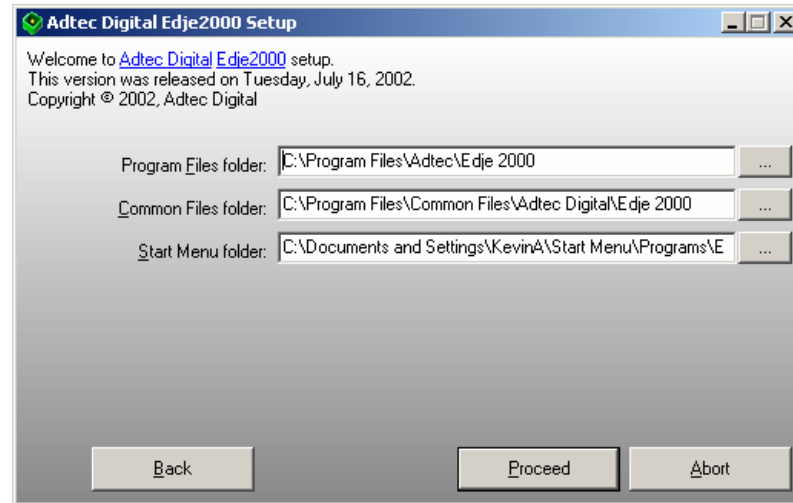 Adtec Digital Edje2000 Setup
Welcome to Adtec Digital Edje2000 setup.
This version was released on Tuesday, July 16, 2002.
Copyright © 2002, Adtec Digital
Program Files folder: C:\Program Files\Adtec\Edje 2000 ...
Common Files folder: C:\Program Files\Common Files\Adtec Digital\Edje 2000 ...
Start Menu folder: C:\Documents and Settings\KevinA\Start Menu\Programs\E ...
Back Proceed Abort